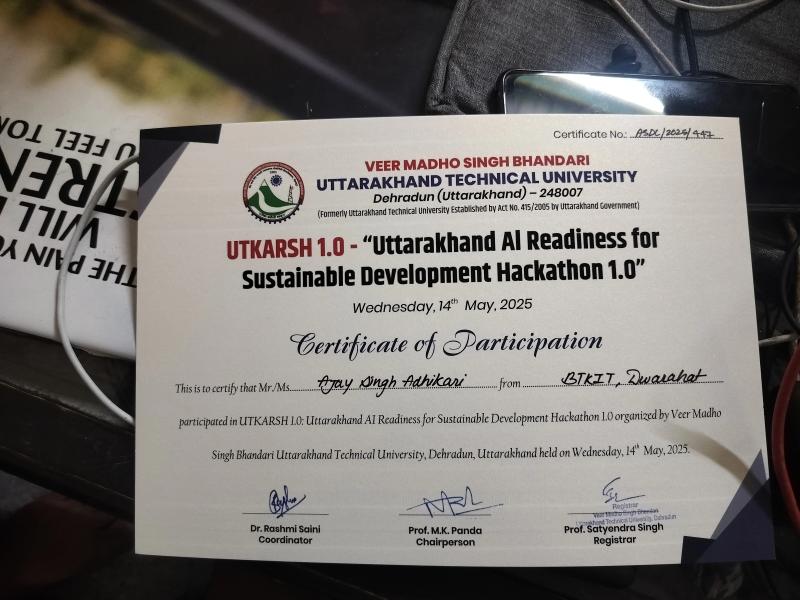 Certificate No.: ASDL/2025/447
VEER MADHO SINGH BHANDARI
UTTARAKHAND TECHNICAL UNIVERSITY
Dehradun (Uttarakhand) – 248007
(Formerly Uttarakhand Technical University Established by Act No. 415/2005 by Uttarakhand Government)
UTKARSH 1.0 - “Uttarakhand AI Readiness for
Sustainable Development Hackathon 1.0”
Wednesday, 14th May, 2025
Certificate of Participation
This is to certify that Mr./Ms. Ajay Singh Adhikari from BTKIT, Dwarahat
participated in UTKARSH 1.0: Uttarakhand AI Readiness for Sustainable Development Hackathon 1.0 organized by Veer Madho
Singh Bhandari Uttarakhand Technical University, Dehradun, Uttarakhand held on Wednesday, 14th May, 2025.
Dr. Rashmi Saini
Coordinator
Prof. M.K. Panda
Chairperson
Registrar
Veer Madho Singh Bhandari
Uttarakhand Technical University, Dehradun
Prof. Satyendra Singh
Registrar
THE PAIN YO
WILL
TREN
U FEEL TO